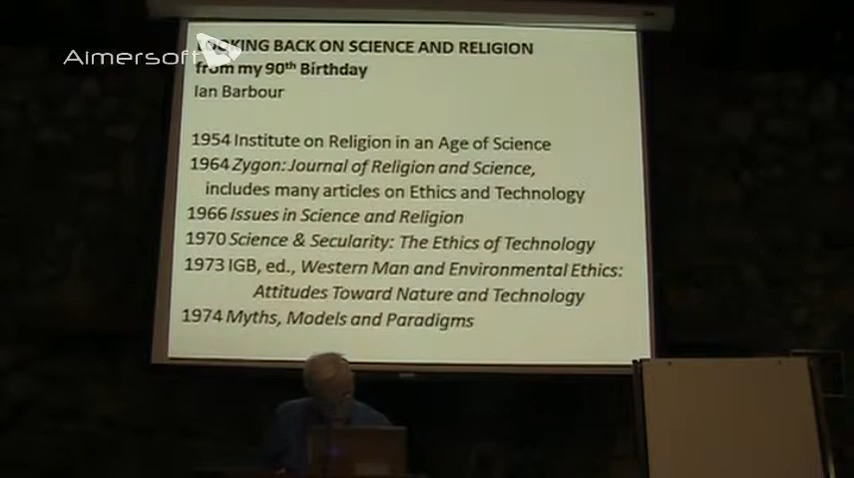 Aimersoft
LOOKING BACK ON SCIENCE AND RELIGION
from my 90th Birthday
Ian Barbour
1954 Institute on Religion in an Age of Science
1964 Zygon: Journal of Religion and Science,
includes many articles on Ethics and Technology
1966 Issues in Science and Religion
1970 Science & Secularity: The Ethics of Technology
1973 IGB, ed., Western Man and Environmental Ethics:
Attitudes Toward Nature and Technology
1974 Myths, Models and Paradigms